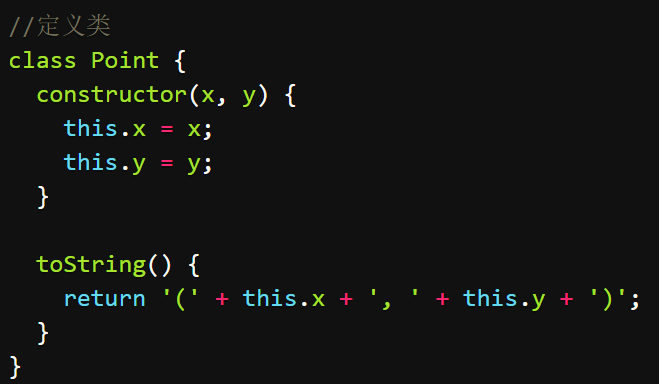 //定义类
class Point {
  constructor(x, y) {
    this.x = x;
    this.y = y;
  }

  toString() {
    return '(' + this.x + ', ' + this.y + ')';
  }
}